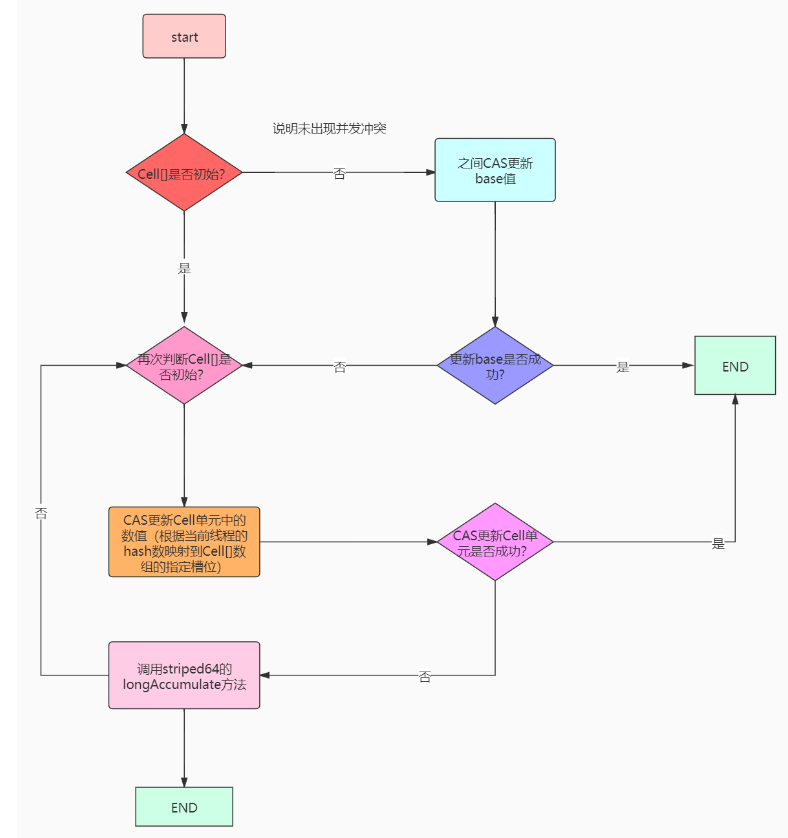 start
说明未出现并发冲突
Cell[]是否初始?
否
之间CAS更新
base值
是
再次判断Cell[]是
否初始?
否
更新base是否成
功?
是
END
CAS更新Cell单元中的
数值（根据当前线程的
hash数映射到Cell[]数
组的指定槽位）
CAS更新Cell单
元是否成功?
是
否
调用striped64的
longAccumulate方法
否
END